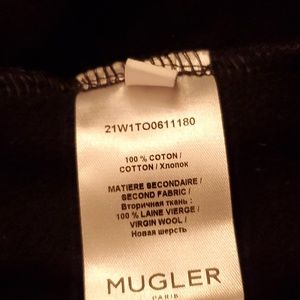 21W1TO0611180
100 % COTON /
COTTON / Хлопок
MATIERE SECONDAIRE /
SECOND FABRIC /
Вторичная ткань :
100 % LAINE VIERGE /
VIRGIN WOOL /
Новая шерсть
MUGLER
PARIS